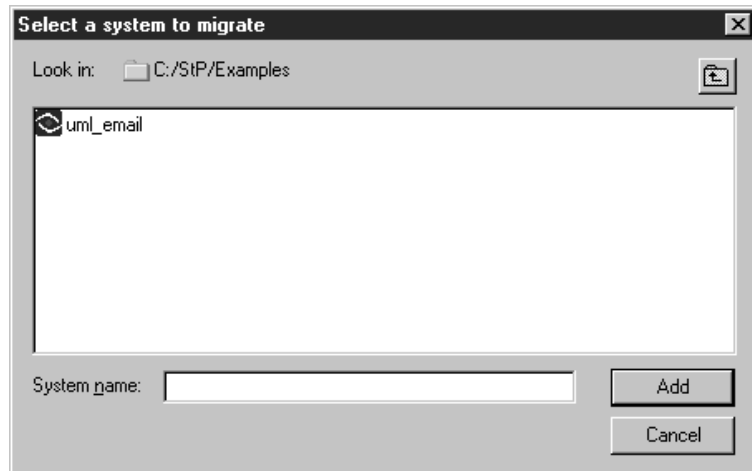 Select a system to migrate
Look in: C:/StP/Examples
uml_email
System name:
Add
Cancel